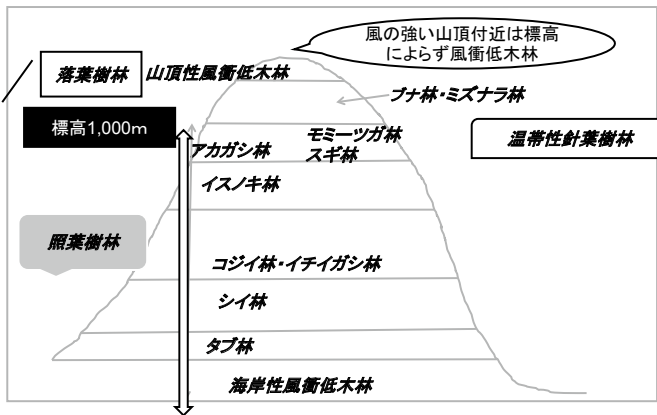 風の強い山頂付近は標高
によらず風衝低木林
落葉樹林
山頂性風衝低木林
ブナ林・ミズナラ林
標高1,000m
アカガシ林
モミーツガ林
スギ林
温帯性針葉樹林
イスノキ林
照葉樹林
コジイ林・イチイガシ林
シイ林
タブ林
海岸性風衝低木林